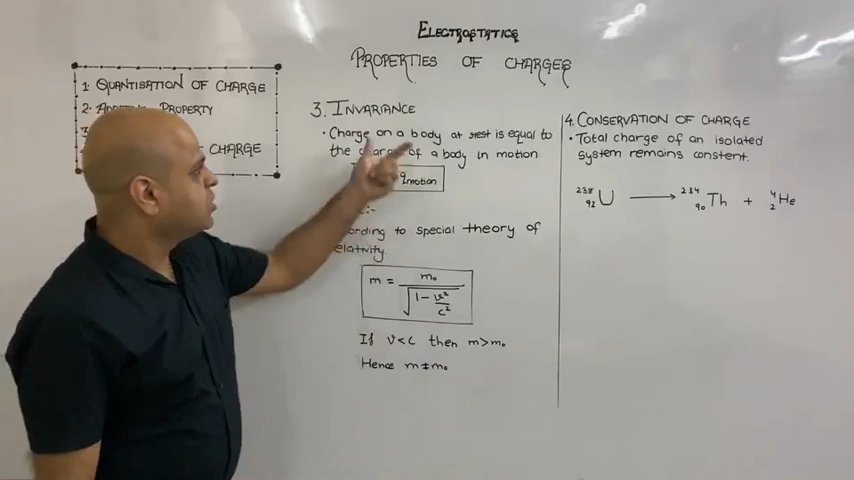 ELECTROSTATICS
PROPERTIES OF CHARGES
1. QUANTISATION OF CHARGE
2. PROPERTY
CHARGE
3. INVARIANCE
• Charge on a body at rest is equal to
the of a body in motion
q motion
:-
to special theory of
m = m₀ / √(1 - v²/c²)
If v<c then m>m₀
Hence m≠m₀
4. CONSERVATION OF CHARGE
• Total charge of an isolated
system remains constent.
²³⁸₉₂U ⟶ ²³⁴₉₀Th + ⁴₂He